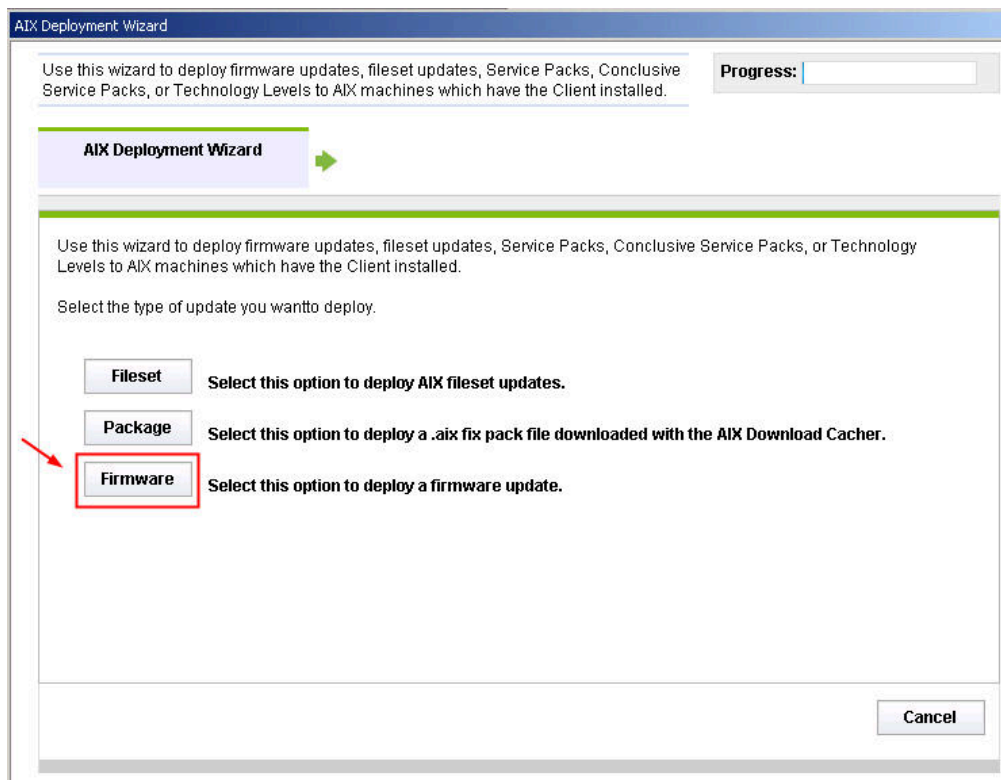 AIX Deployment Wizard
Use this wizard to deploy firmware updates, fileset updates, Service Packs, Conclusive
Service Packs, or Technology Levels to AIX machines which have the Client installed.
Progress:
AIX Deployment Wizard
Use this wizard to deploy firmware updates, fileset updates, Service Packs, Conclusive Service Packs, or Technology
Levels to AIX machines which have the Client installed.
Select the type of update you wantto deploy.
Fileset
Select this option to deploy AIX fileset updates.
Package
Select this option to deploy a .aix fix pack file downloaded with the AIX Download Cacher.
Firmware
Select this option to deploy a firmware update.
Cancel